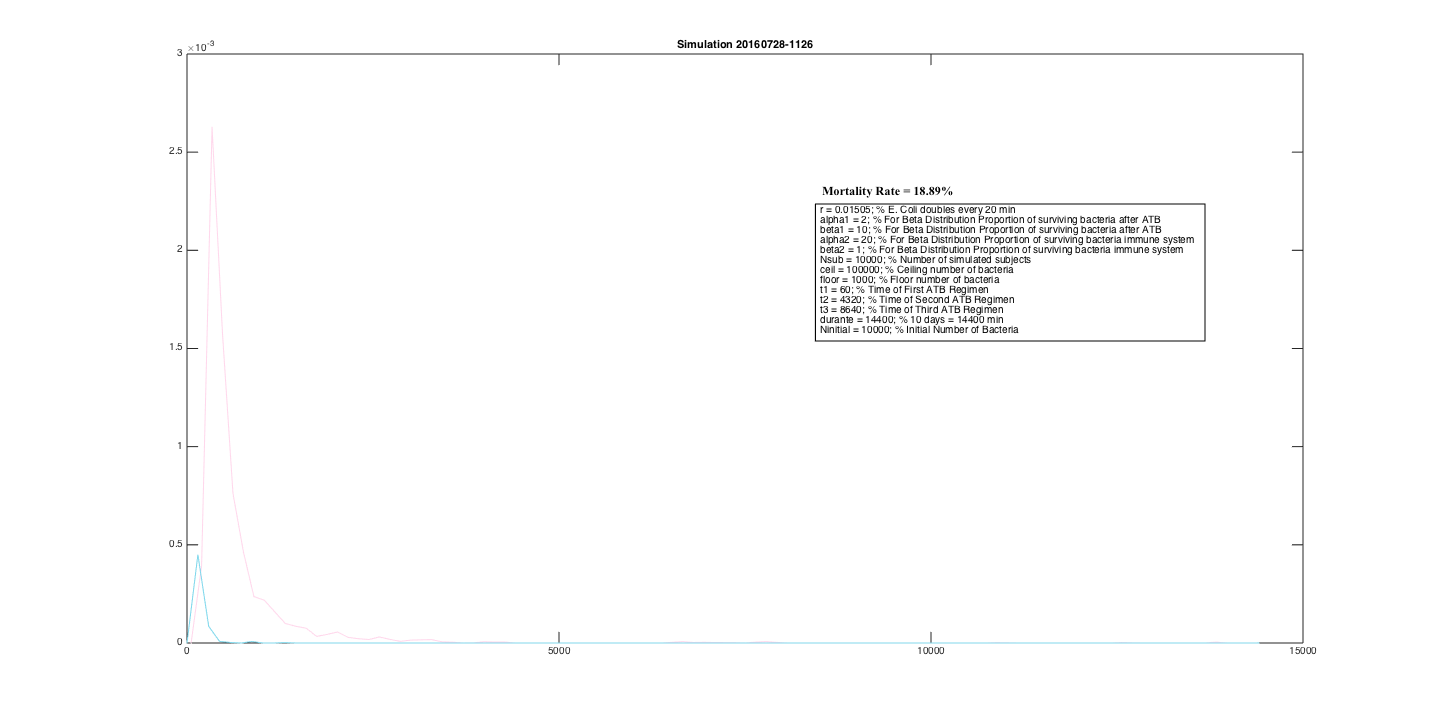 Simulation 20160728-1126
×10⁻³
3
2.5
2
1.5
1
0.5
0
Mortality Rate = 18.89%
r = 0.01505; % E. Coli doubles every 20 min
alpha1 = 2; % For Beta Distribution Proportion of surviving bacteria after ATB
beta1 = 10; % For Beta Distribution Proportion of surviving bacteria after ATB
alpha2 = 20; % For Beta Distribution Proportion of surviving bacteria immune system
beta2 = 1; % For Beta Distribution Proportion of surviving bacteria immune system
Nsub = 10000; % Number of simulated subjects
ceil = 100000; % Ceiling number of bacteria
floor = 1000; % Floor number of bacteria
t1 = 60; % Time of First ATB Regimen
t2 = 4320; % Time of Second ATB Regimen
t3 = 8640; % Time of Third ATB Regimen
durante = 14400; % 10 days = 14400 min
Ninitial = 10000; % Initial Number of Bacteria
0 5000 10000 15000